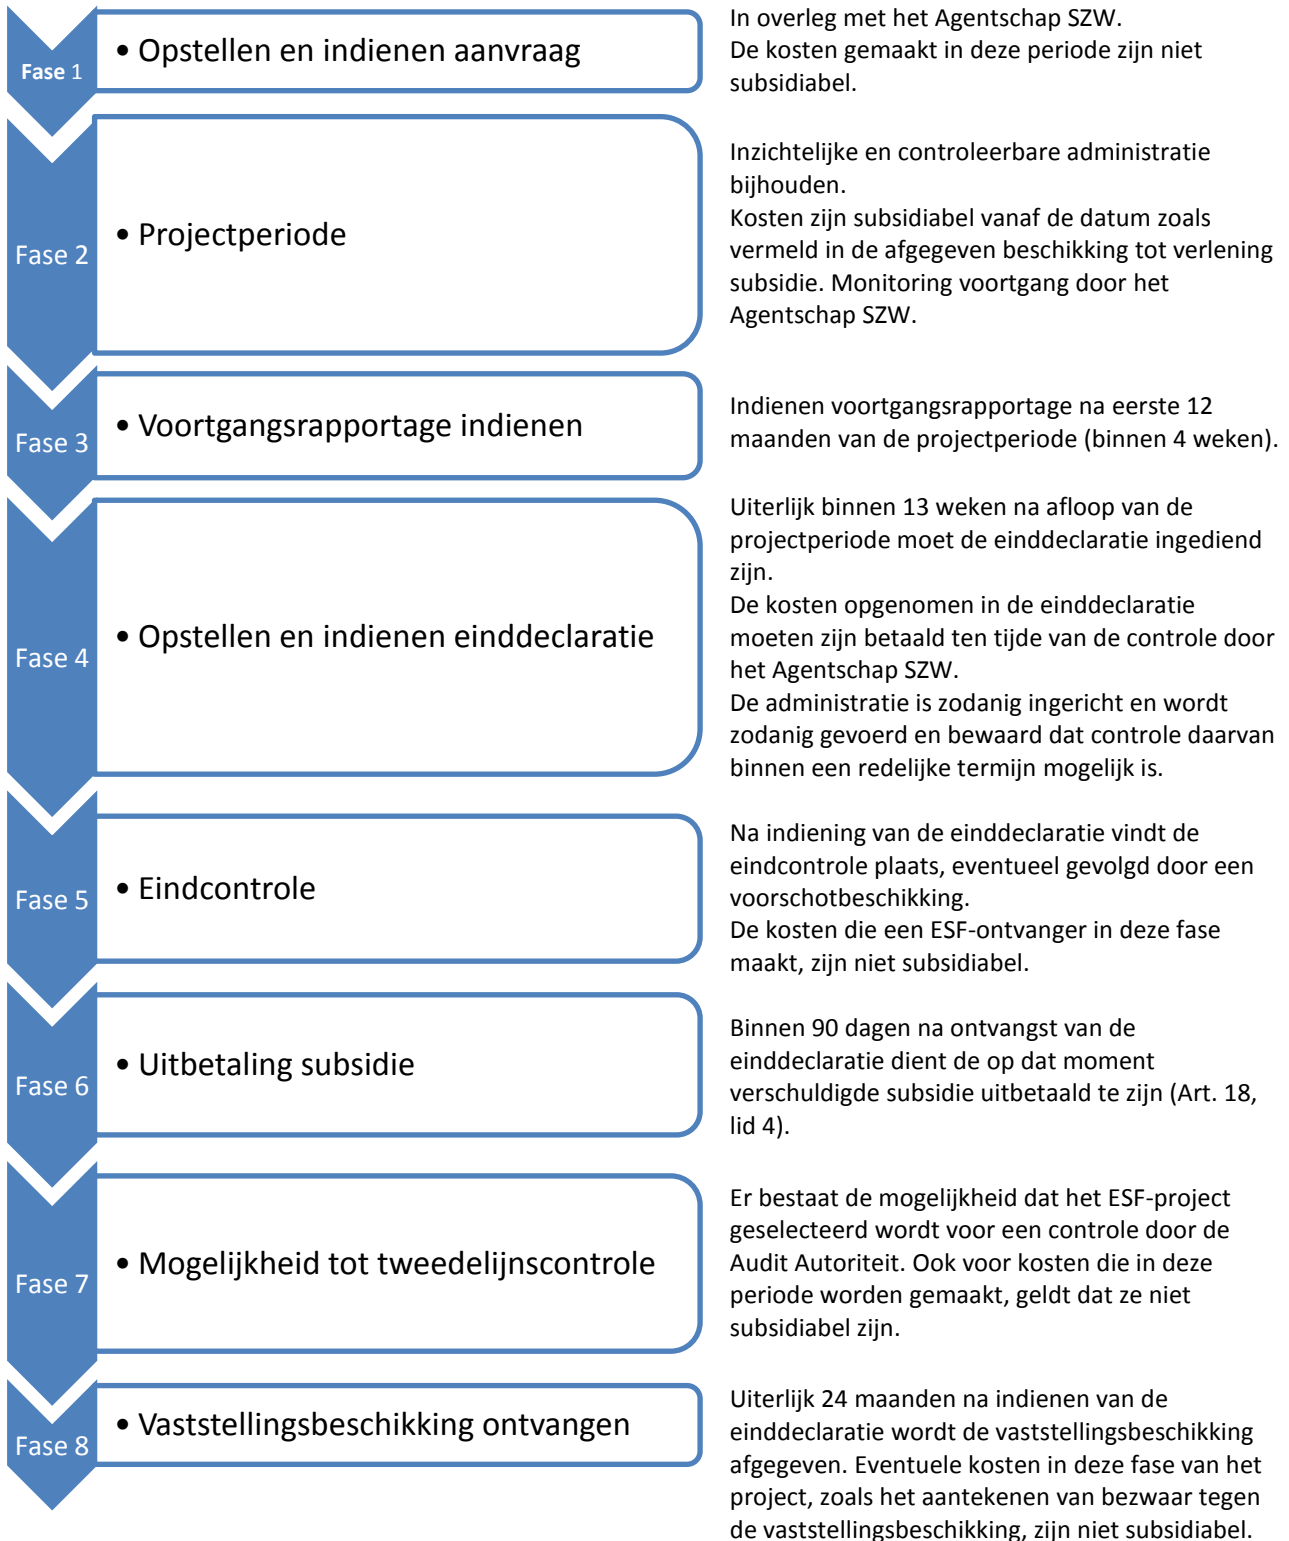 Fase 1
• Opstellen en indienen aanvraag
In overleg met het Agentschap SZW.
De kosten gemaakt in deze periode zijn niet
subsidiabel.
Fase 2
• Projectperiode
Inzichtelijke en controleerbare administratie
bijhouden.
Kosten zijn subsidiabel vanaf de datum zoals
vermeld in de afgegeven beschikking tot verlening
subsidie. Monitoring voortgang door het
Agentschap SZW.
Fase 3
• Voortgangsrapportage indienen
Indienen voortgangsrapportage na eerste 12
maanden van de projectperiode (binnen 4 weken).
Fase 4
• Opstellen en indienen einddeclaratie
Uiterlijk binnen 13 weken na afloop van de
projectperiode moet de einddeclaratie ingediend
zijn.
De kosten opgenomen in de einddeclaratie
moeten zijn betaald ten tijde van de controle door
het Agentschap SZW.
De administratie is zodanig ingericht en wordt
zodanig gevoerd en bewaard dat controle daarvan
binnen een redelijke termijn mogelijk is.
Fase 5
• Eindcontrole
Na indiening van de einddeclaratie vindt de
eindcontrole plaats, eventueel gevolgd door een
voorschotbeschikking.
De kosten die een ESF-ontvanger in deze fase
maakt, zijn niet subsidiabel.
Fase 6
• Uitbetaling subsidie
Binnen 90 dagen na ontvangst van de
einddeclaratie dient de op dat moment
verschuldigde subsidie uitbetaald te zijn (Art. 18,
lid 4).
Fase 7
• Mogelijkheid tot tweedelijnscontrole
Er bestaat de mogelijkheid dat het ESF-project
geselecteerd wordt voor een controle door de
Audit Autoriteit. Ook voor kosten die in deze
periode worden gemaakt, geldt dat ze niet
subsidiabel zijn.
Fase 8
• Vaststellingsbeschikking ontvangen
Uiterlijk 24 maanden na indienen van de
einddeclaratie wordt de vaststellingsbeschikking
afgegeven. Eventuele kosten in deze fase van het
project, zoals het aantekenen van bezwaar tegen
de vaststellingsbeschikking, zijn niet subsidiabel.